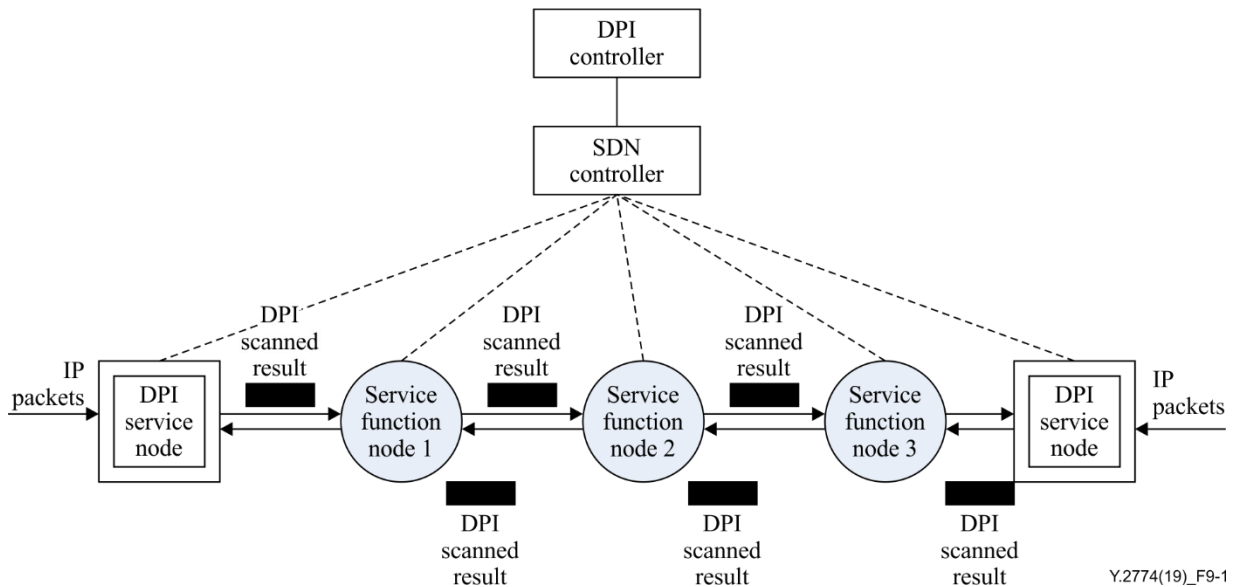 DPI
controller
SDN
controller
DPI
scanned
result
DPI
scanned
result
DPI
scanned
result
IP
packets
DPI
service
node
Service
function
node 1
Service
function
node 2
Service
function
node 3
DPI
service
node
IP
packets
DPI
scanned
result
DPI
scanned
result
DPI
scanned
result
Y.2774(19)_F9-1